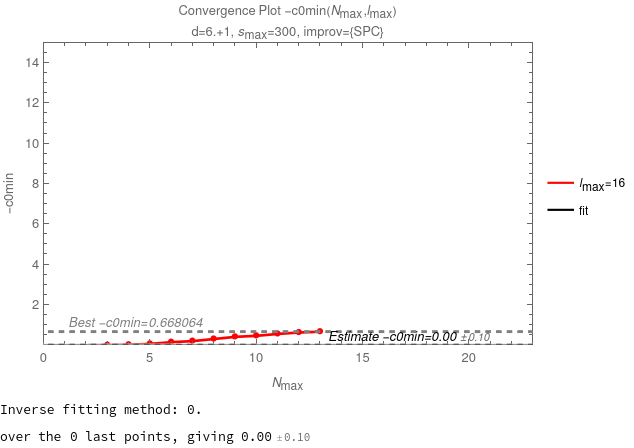 Convergence Plot −c0min(Nmax,lmax)
d=6.+1, smax=300, improv={SPC}
14
12
10
8
6
4
2
−c0min
Best −c0min=0.668064
Estimate −c0min=0.00 ±0.10
0
5
10
15
20
Nmax
lmax=16
fit
Inverse fitting method: 0.
over the 0 last points, giving 0.00 ±0.10